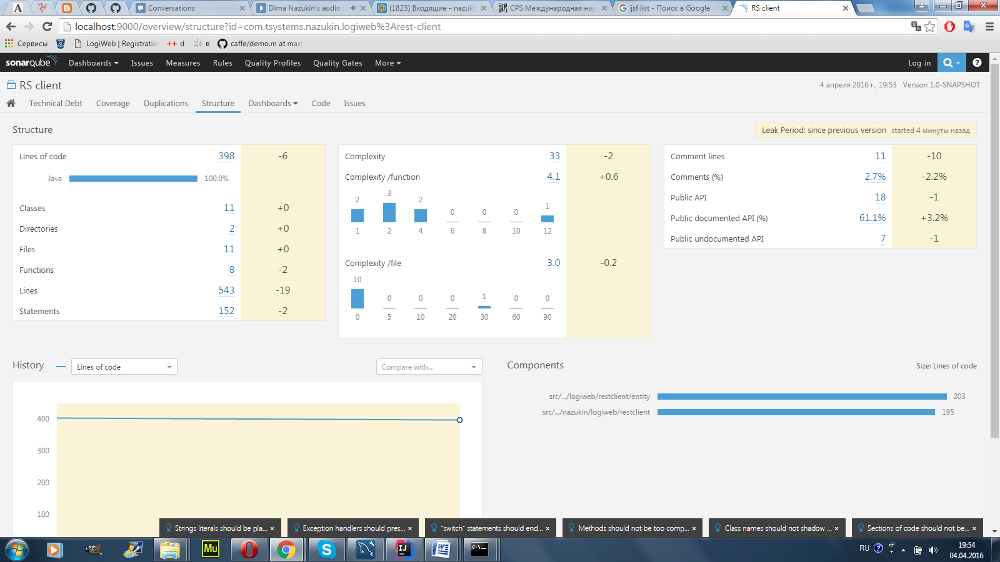 A
Conversations
Dima Nazukin's audio f
(1823) Входящие - nazuki
CPS Международная нау
jsf list - Поиск в Google
RS client
localhost:9000/overview/structure?id=com.tsystems.nazukin.logiweb%3Arest-client
Сервисы
LogiWeb | Registratio
++ d
в
caffe/demo.m at mast
sonarqube
Dashboards
Issues
Measures
Rules
Quality Profiles
Quality Gates
More
Log in
RS client
4 апреля 2016 г., 19:53 Version 1.0-SNAPSHOT
Technical Debt
Coverage
Duplications
Structure
Dashboards
Code
Issues
Structure
Leak Period: since previous version started 4 минуты назад
Lines of code 398 -6
Java 100.0%
Classes 11 +0
Directories 2 +0
Files 11 +0
Functions 8 -2
Lines 543 -19
Statements 152 -2
Complexity 33 -2
Complexity /function 4.1 +0.6
2 3 2 0 0 0 1
1 2 4 6 8 10 12
Complexity /file 3.0 -0.2
10 0 0 0 1 0 0
0 5 10 20 30 60 90
Comment lines 11 -10
Comments (%) 2.7% -2.2%
Public API 18 -1
Public documented API (%) 61.1% +3.2%
Public undocumented API 7 -1
History
Lines of code
Compare with...
400
300
200
100
Components
Size: Lines of code
src/.../logiweb/restclient/entity 203
src/.../nazukin/logiweb/restclient 195
Strings literals should be pla... ×
Exception handlers should pres... ×
"switch" statements should end... ×
Methods should not be too comp... ×
Class names should not shadow ... ×
Sections of code should not be... ×
Mu
S
IJ
W
C:\.
RU
19:54
04.04.2016